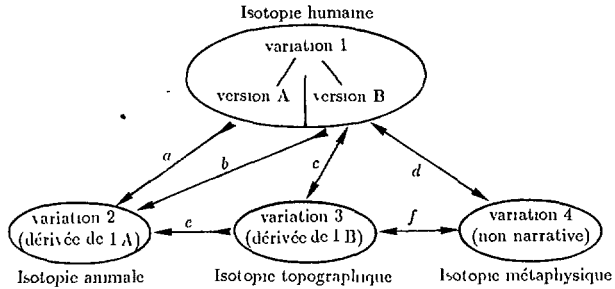 Isotopie humaine
variation 1
version A version B
a
b
c
d
variation 2
(dérivée de 1 A)
e
variation 3
(dérivée de 1 B)
f
variation 4
(non narrative)
Isotopie animale
Isotopie topographique
Isotopie métaphysique